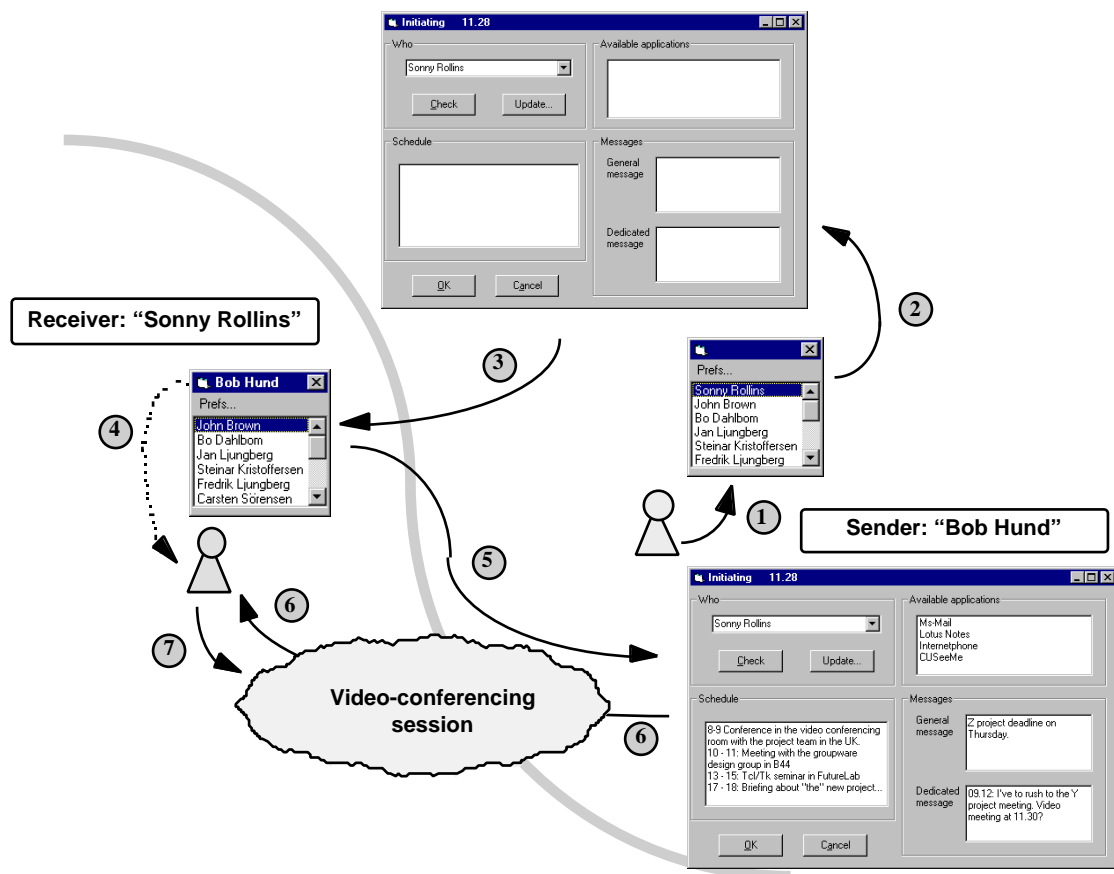 Initiating 11.28
Who
Available applications
Sonny Rollins
Check Update...
Schedule
Messages
General
message
Dedicated
message
OK Cancel
2
Receiver: “Sonny Rollins”
3
Bob Hund
Prefs...
John Brown
Bo Dahlbom
Jan Ljungberg
Steinar Kristoffersen
Fredrik Ljungberg
Carsten Sörensen
4
Prefs...
Sonny Rollins
John Brown
Bo Dahlbom
Jan Ljungberg
Steinar Kristoffersen
Fredrik Ljungberg
1
Sender: “Bob Hund”
5
6
7
Video-conferencing
session
6
Initiating 11.28
Who
Sonny Rollins
Check Update...
Available applications
Ms-Mail
Lotus Notes
Internetphone
CUSeeMe
Schedule
8-9 Conference in the video conferencing
room with the project team in the UK.
10 - 11: Meeting with the groupware
design group in B44
13 - 15: Tcl/Tk seminar in FutureLab
17 - 18: Briefing about "the" new project...
Messages
General
message
Z project deadline on
Thursday.
Dedicated
message
09.12: I've to rush to the Y
project meeting. Video
meeting at 11.30?
OK Cancel